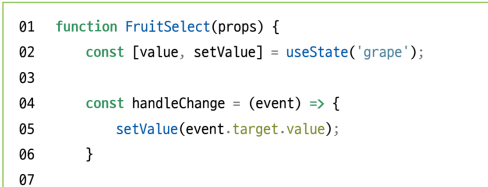 01 function FruitSelect(props) {
02     const [value, setValue] = useState('grape');
03
04     const handleChange = (event) => {
05         setValue(event.target.value);
06     }
07